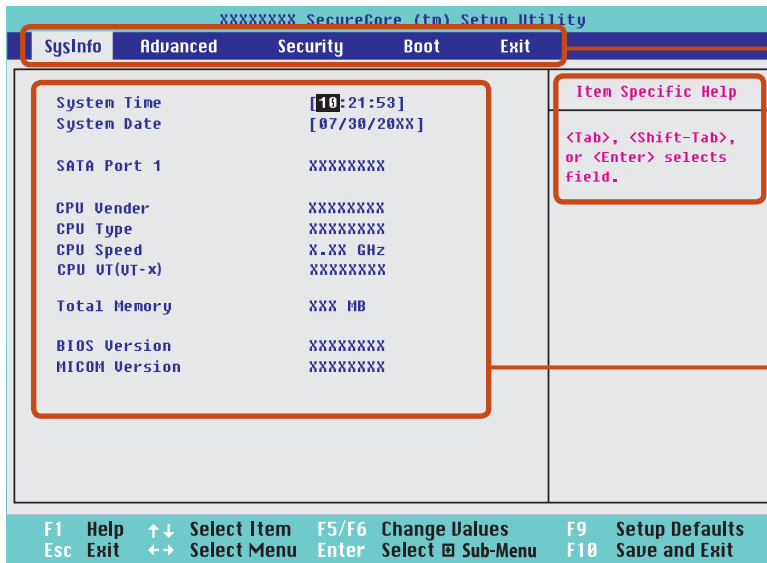 XXXXXXXX SecureCore (tm) Setup Utility
SysInfo Advanced Security Boot Exit
System Time [10:21:53]
System Date [07/30/20XX]
SATA Port 1 XXXXXXXX
CPU Vender XXXXXXXX
CPU Type XXXXXXXX
CPU Speed X.XX GHz
CPU VT(VT-x) XXXXXXXX
Total Memory XXX MB
BIOS Version XXXXXXXX
MICOM Version XXXXXXXX
Item Specific Help
<Tab>, <Shift-Tab>,
or <Enter> selects
field.
F1 Help ↑↓ Select Item F5/F6 Change Values F9 Setup Defaults
Esc Exit ←→ Select Menu Enter Select ⊡ Sub-Menu F10 Save and Exit